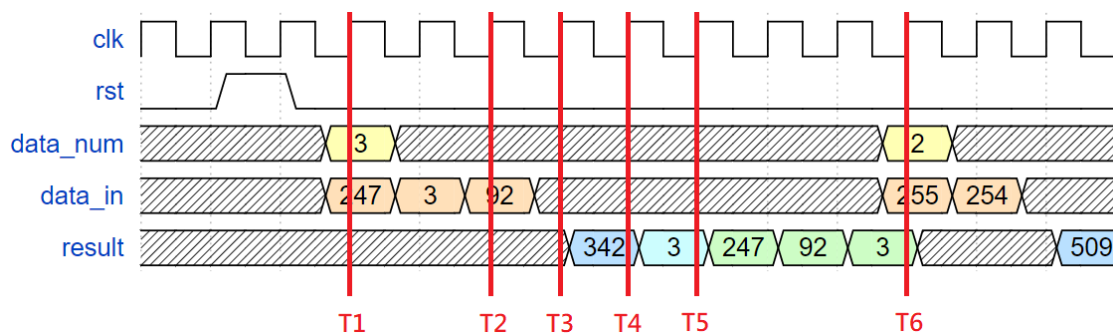 clk
rst
data_num 3 2
data_in 247 3 92 255 254
result 342 3 247 92 3 509
T1 T2 T3 T4 T5 T6